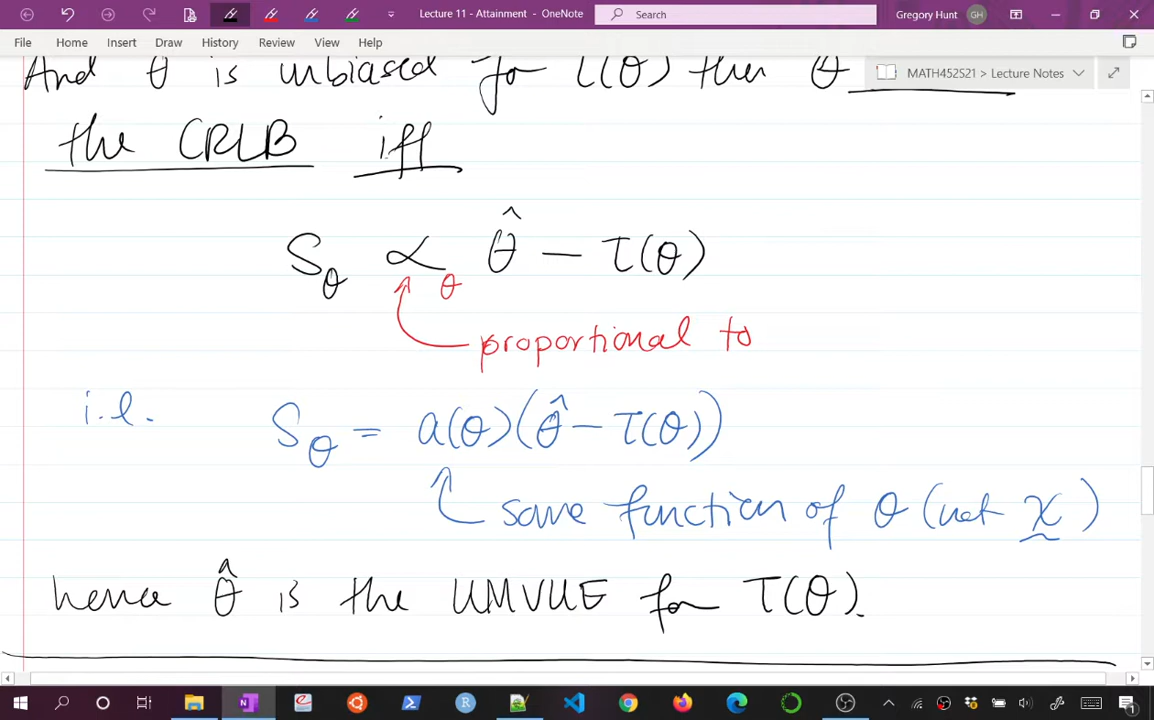 Lecture 11 - Attainment - OneNote
Search
Gregory Hunt GH
File Home Insert Draw History Review View Help
MATH452S21 > Lecture Notes
And θ̂ is unbiased for τ(θ) then θ̂
the CRLB iff
S_θ ∝_θ θ̂ − τ(θ)
proportional to
i.e. S_θ = a(θ)(θ̂ − τ(θ))
some function of θ (not x)
hence θ̂ is the UMVUE for τ(θ).